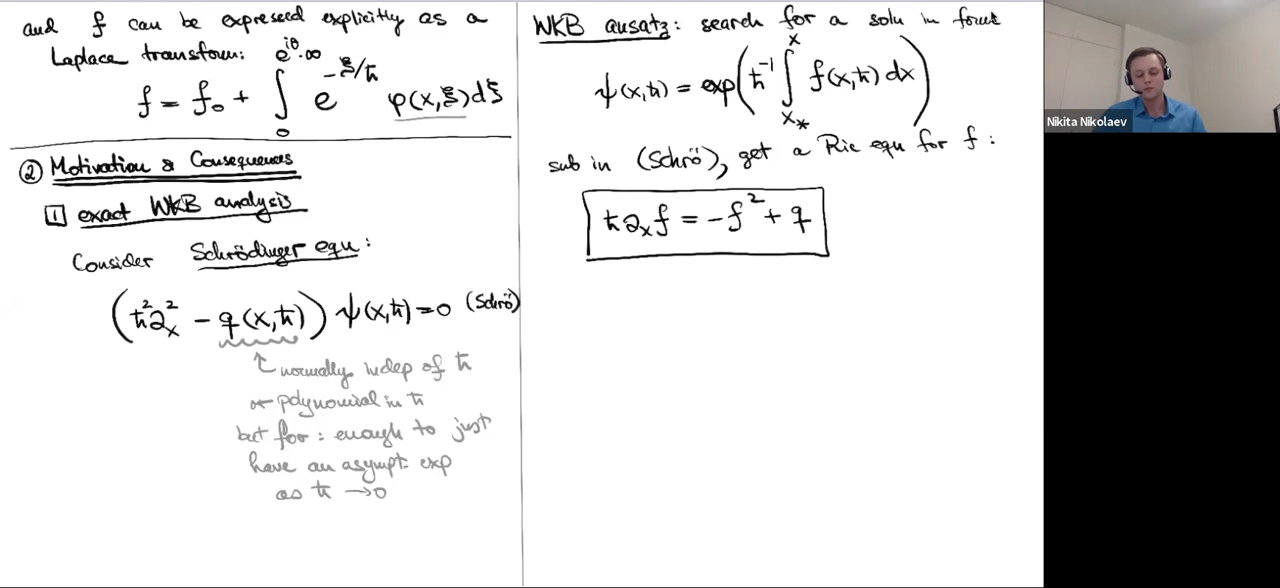 and f can be expressed explicitly as a
Laplace transform:
f = f₀ + ∫₀^{e^{iθ}·∞} e^{-ξ/ħ} φ(x,ξ)dξ
② Motivation & Consequences
1 exact WKB analysis
Consider Schrödinger equ:
(ħ²∂ₓ² - q(x,ħ)) ψ(x,ħ) = 0 (Schrö)
normally indep of ħ
or polynomial in ħ
but for : enough to just
have an asympt. exp
as ħ → 0
WKB ansatz: search for a soln in form
ψ(x,ħ) = exp(ħ⁻¹ ∫_{x_*}^{x} f(x,ħ) dx)
sub in (Schrö), get a Ric equ for f:
ħ∂ₓf = -f² + q
Nikita Nikolaev